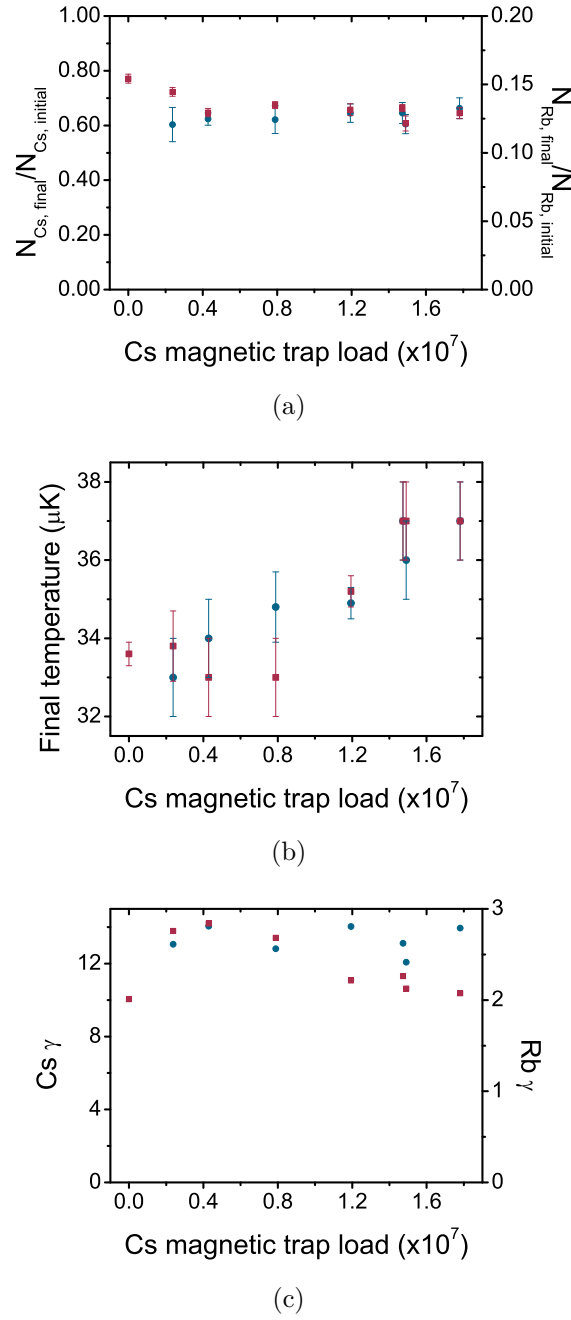 1.00
0.80
0.60
0.40
0.20
0.00
N_Cs, final/N_Cs, initial
0.20
0.15
0.10
0.05
0.00
N_Rb, final/N_Rb, initial
0.0 0.4 0.8 1.2 1.6
Cs magnetic trap load (x10^7)
(a)
38
36
34
32
Final temperature (μK)
0.0 0.4 0.8 1.2 1.6
Cs magnetic trap load (x10^7)
(b)
12
8
4
0
Cs γ
3
2
1
0
Rb γ
0.0 0.4 0.8 1.2 1.6
Cs magnetic trap load (x10^7)
(c)